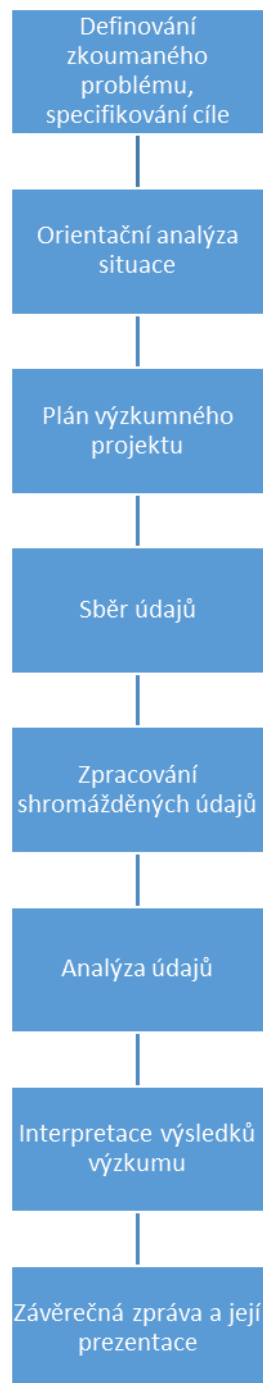 Definování
zkoumaného
problému,
specifikování cíle
Orientační analýza
situace
Plán výzkumného
projektu
Sběr údajů
Zpracování
shromážděných údajů
Analýza údajů
Interpretace výsledků
výzkumu
Závěrečná zpráva a její
prezentace